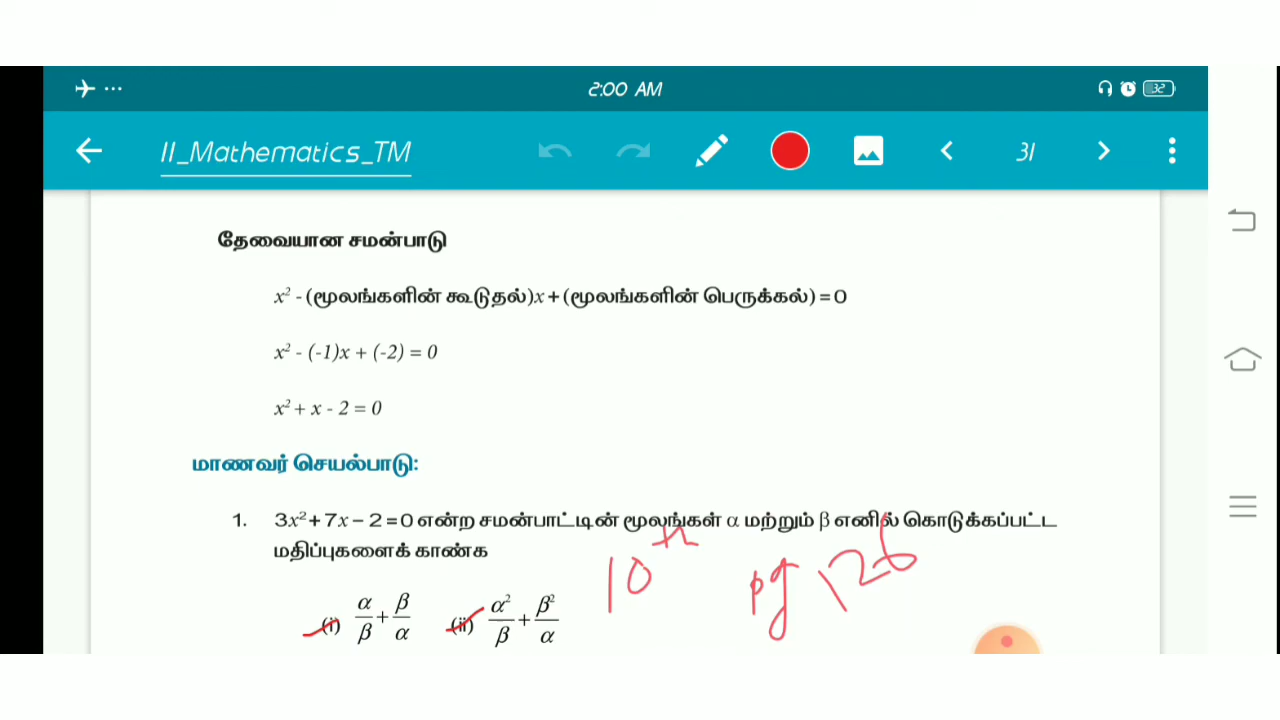 2:00 AM 32
II_Mathematics_TM 31
தேவையான சமன்பாடு
x² - (மூலங்களின் கூடுதல்)x + (மூலங்களின் பெருக்கல்) = 0
x² - (-1)x + (-2) = 0
x² + x - 2 = 0
மாணவர் செயல்பாடு:
1. 3x² + 7x – 2 = 0 என்ற சமன்பாட்டின் மூலங்கள் α மற்றும் β எனில் கொடுக்கப்பட்ட
மதிப்புகளைக் காண்க
10th pg 126
(i) α/β + β/α (ii) α²/β + β²/α